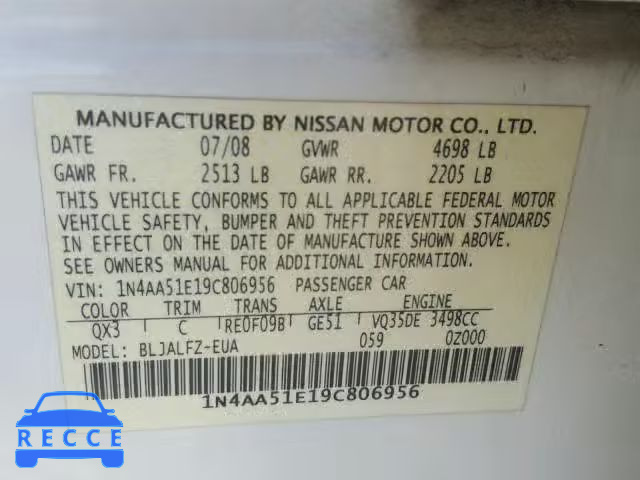 MANUFACTURED BY NISSAN MOTOR CO., LTD.
DATE 07/08 GVWR 4698 LB
GAWR FR. 2513 LB GAWR RR. 2205 LB
THIS VEHICLE CONFORMS TO ALL APPLICABLE FEDERAL MOTOR
VEHICLE SAFETY, BUMPER AND THEFT PREVENTION STANDARDS
IN EFFECT ON THE DATE OF MANUFACTURE SHOWN ABOVE.
SEE OWNERS MANUAL FOR ADDITIONAL INFORMATION.
VIN: 1N4AA51E19C806956 PASSENGER CAR
COLOR TRIM TRANS AXLE ENGINE
QX3 C RE0F09B GE51 VQ35DE 3498CC
MODEL: BLJALFZ-EUA 059 0Z000
1N4AA51E19C806956
RECCE